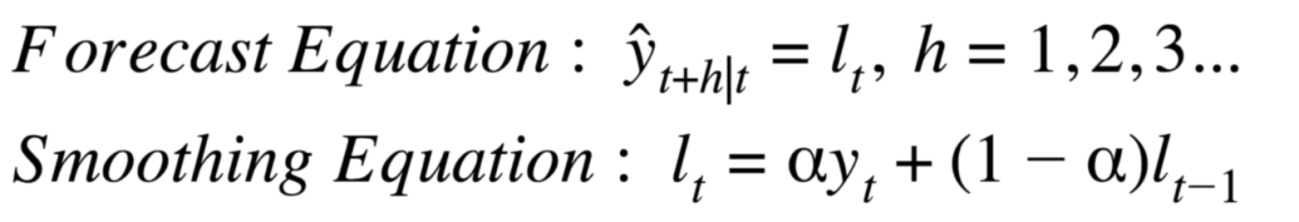 Forecast Equation : ŷ_{t+h|t} = l_t, h = 1,2,3...
Smoothing Equation : l_t = αy_t + (1 − α)l_{t−1}